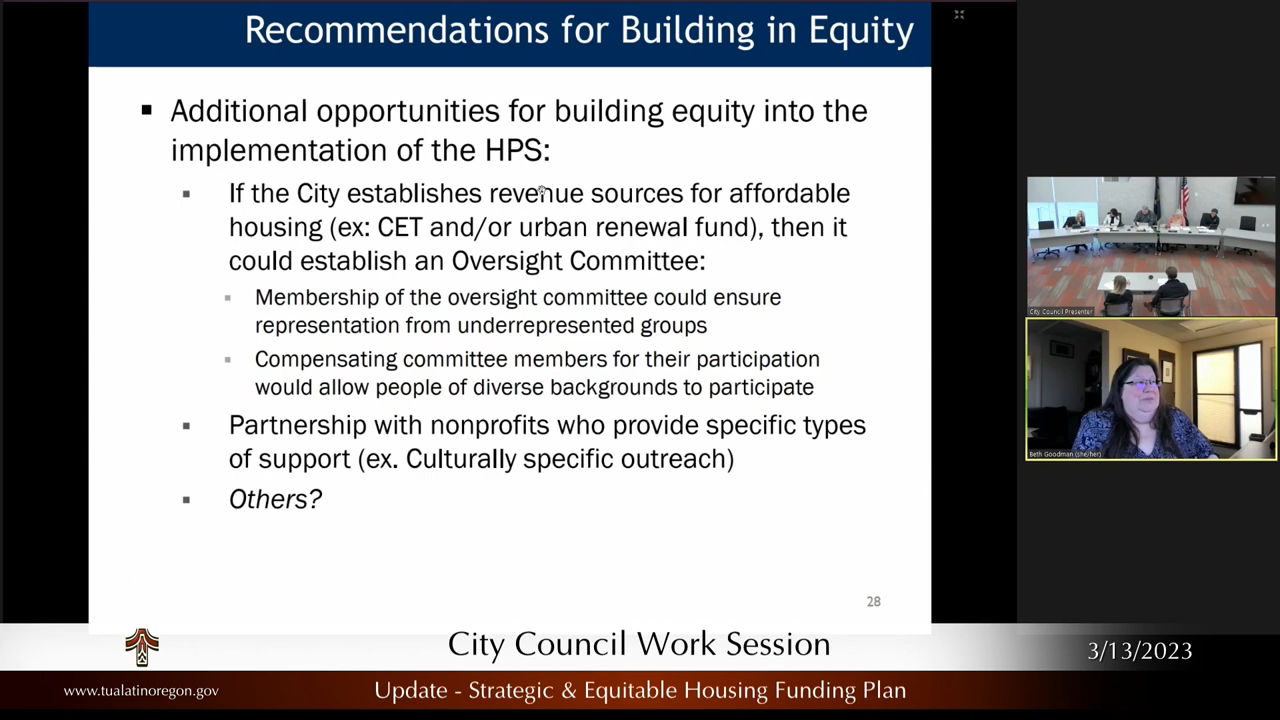 Recommendations for Building in Equity
▪ Additional opportunities for building equity into the
implementation of the HPS:
▪ If the City establishes revenue sources for affordable
housing (ex: CET and/or urban renewal fund), then it
could establish an Oversight Committee:
▪ Membership of the oversight committee could ensure
representation from underrepresented groups
▪ Compensating committee members for their participation
would allow people of diverse backgrounds to participate
▪ Partnership with nonprofits who provide specific types
of support (ex. Culturally specific outreach)
▪ Others?
28
City Council Presenter
Beth Goodman (she/her)
City Council Work Session
3/13/2023
www.tualatinoregon.gov
Update - Strategic & Equitable Housing Funding Plan